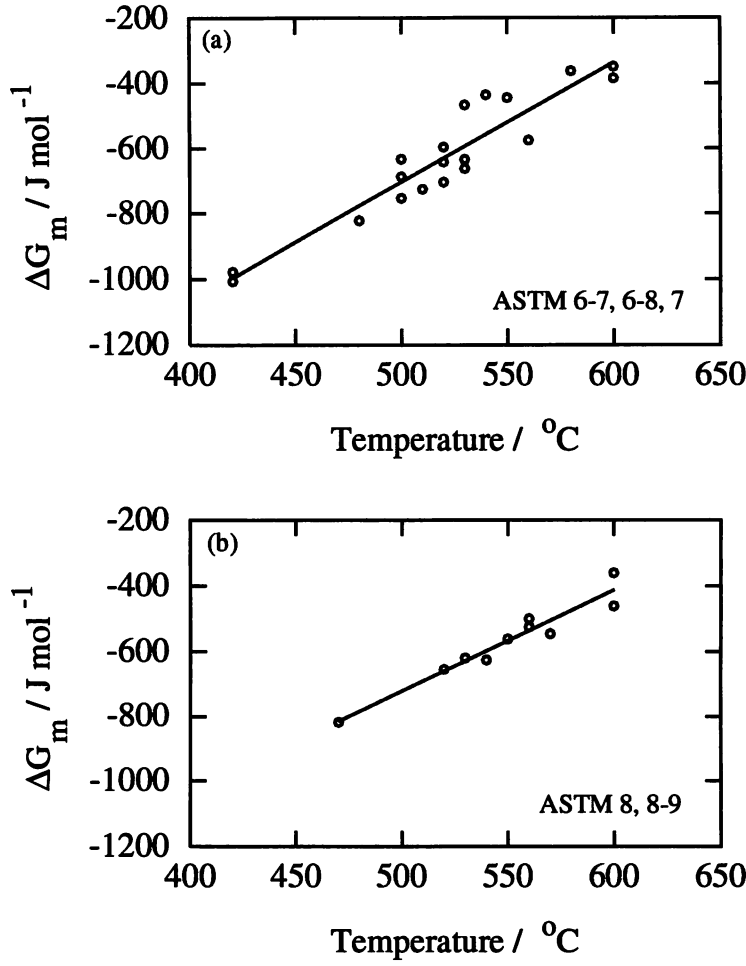 (a)
-200
-400
-600
-800
-1000
-1200
ΔG_m / J mol^-1
400 450 500 550 600 650
Temperature / °C
ASTM 6-7, 6-8, 7
(b)
-200
-400
-600
-800
-1000
-1200
ΔG_m / J mol^-1
400 450 500 550 600 650
Temperature / °C
ASTM 8, 8-9